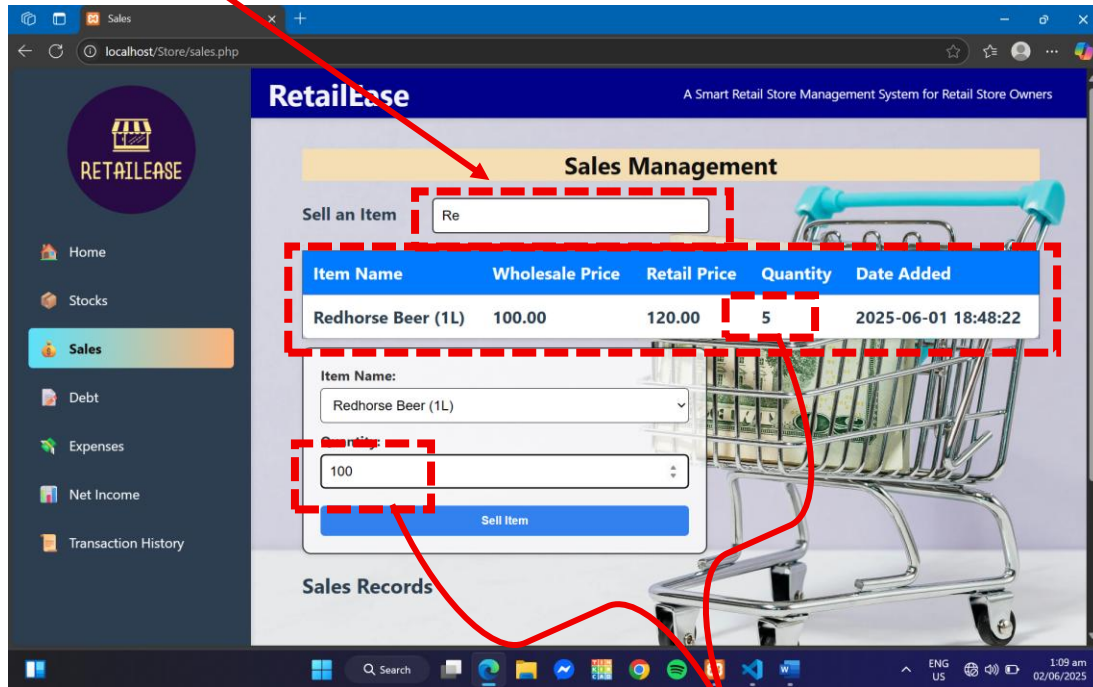 Sales
localhost/Store/sales.php
RETAILEASE
RetailEase
A Smart Retail Store Management System for Retail Store Owners
Home
Stocks
Sales
Debt
Expenses
Net Income
Transaction History
Sales Management
Sell an Item
Re
Item Name Wholesale Price Retail Price Quantity Date Added
Redhorse Beer (1L) 100.00 120.00 5 2025-06-01 18:48:22
Item Name:
Redhorse Beer (1L)
Quantity:
100
Sell Item
Sales Records
Search
ENG
US
1:09 am
02/06/2025